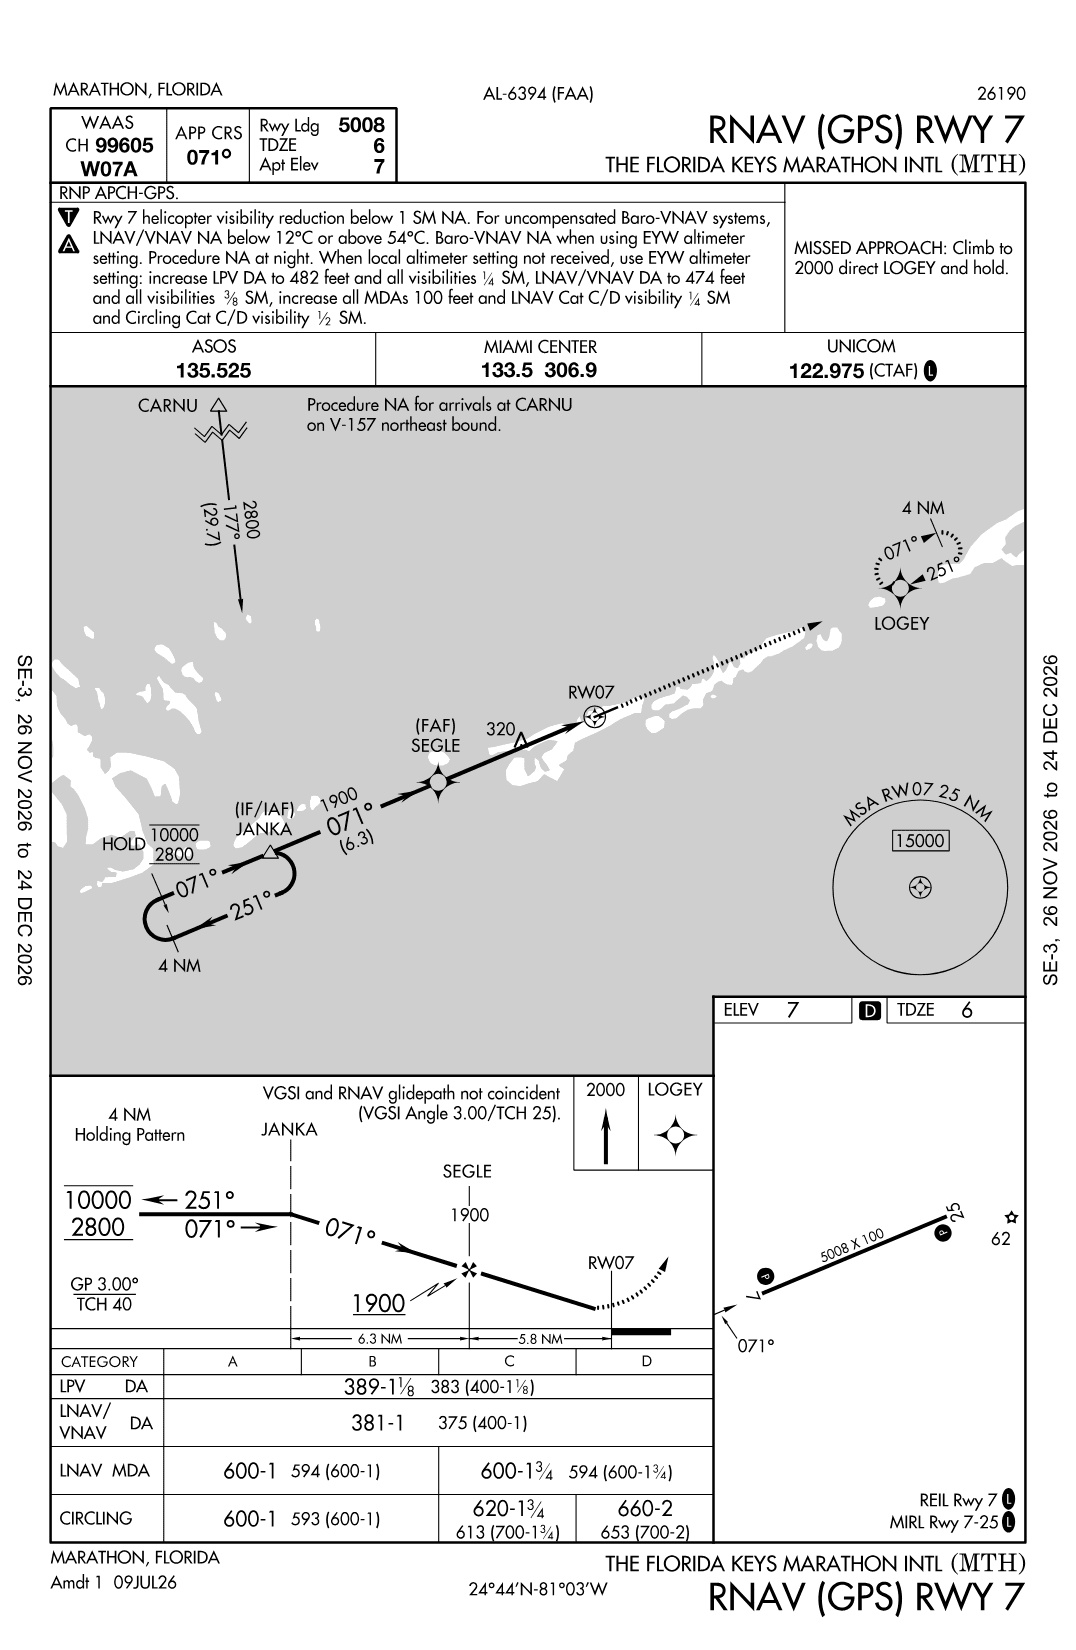 MARATHON, FLORIDA
AL-6394 (FAA)
26190
WAAS
CH 99605
W07A
APP CRS
071°
Rwy Ldg 5008
TDZE 6
Apt Elev 7
RNAV (GPS) RWY 7
THE FLORIDA KEYS MARATHON INTL (MTH)
RNP APCH-GPS.
T
A
Rwy 7 helicopter visibility reduction below 1 SM NA. For uncompensated Baro-VNAV systems,
LNAV/VNAV NA below 12°C or above 54°C. Baro-VNAV NA when using EYW altimeter
setting. Procedure NA at night. When local altimeter setting not received, use EYW altimeter
setting: increase LPV DA to 482 feet and all visibilities ¼ SM, LNAV/VNAV DA to 474 feet
and all visibilities ⅜ SM, increase all MDAs 100 feet and LNAV Cat C/D visibility ¼ SM
and Circling Cat C/D visibility ½ SM.
MISSED APPROACH: Climb to
2000 direct LOGEY and hold.
ASOS
135.525
MIAMI CENTER
133.5 306.9
UNICOM
122.975 (CTAF) L
CARNU
Procedure NA for arrivals at CARNU
on V-157 northeast bound.
2800
177°
(29.7)
4 NM
071°
251°
LOGEY
RW07
(FAF)
SEGLE
320
1900
071°
(6.3)
(IF/IAF)
JANKA
HOLD 10000
2800
071°
251°
4 NM
MSA RW07 25 NM
15000
SE-3, 26 NOV 2026 to 24 DEC 2026
SE-3, 26 NOV 2026 to 24 DEC 2026
ELEV 7 D TDZE 6
25
P
5008 X 100
62
P
7
071°
REIL Rwy 7 L
MIRL Rwy 7-25 L
VGSI and RNAV glidepath not coincident
(VGSI Angle 3.00/TCH 25).
2000
LOGEY
4 NM
Holding Pattern
JANKA
SEGLE
10000
2800
251°
071°
071°
1900
RW07
GP 3.00°
TCH 40
1900
6.3 NM
5.8 NM
CATEGORY A B C D
LPV DA 389-1⅛ 383 (400-1⅛)
LNAV/
VNAV DA 381-1 375 (400-1)
LNAV MDA 600-1 594 (600-1) 600-1¾ 594 (600-1¾)
CIRCLING 600-1 593 (600-1) 620-1¾ 613 (700-1¾) 660-2 653 (700-2)
MARATHON, FLORIDA
Amdt 1 09JUL26
24°44'N-81°03'W
THE FLORIDA KEYS MARATHON INTL (MTH)
RNAV (GPS) RWY 7